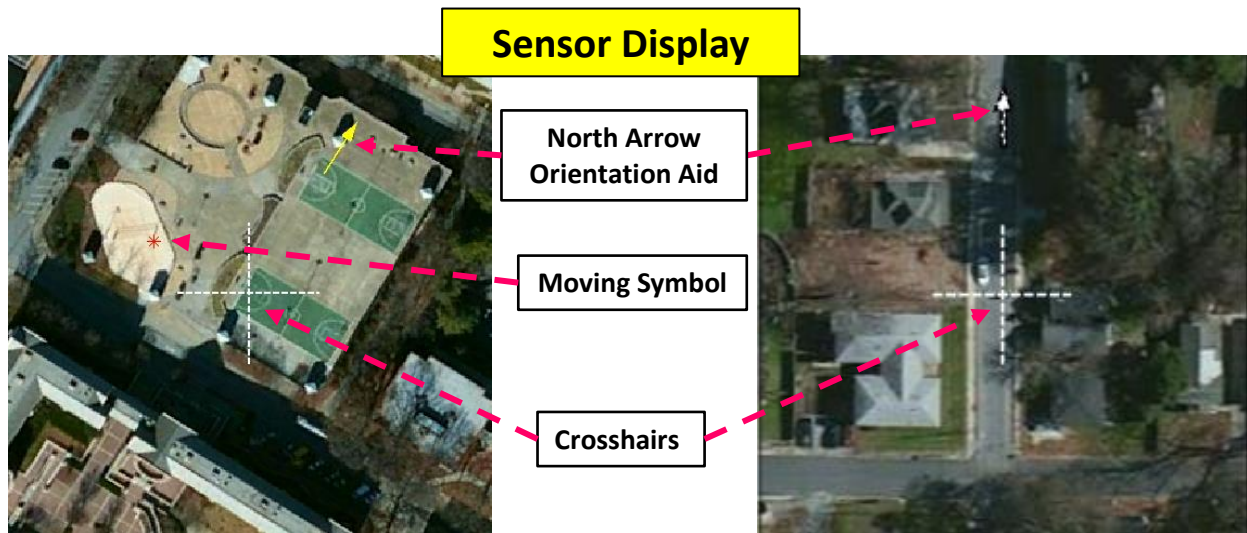 Sensor Display
North Arrow
Orientation Aid
Moving Symbol
Crosshairs